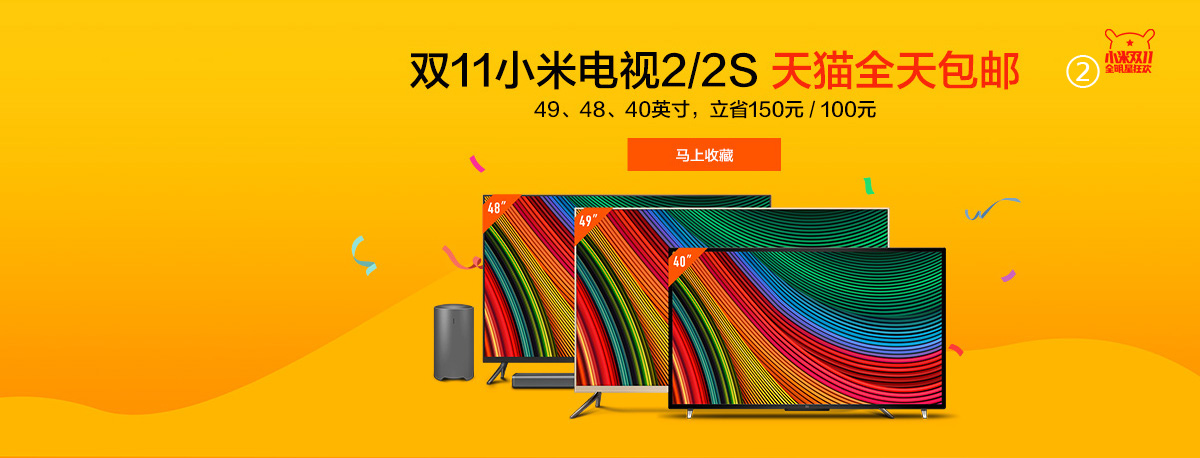 双11小米电视2/2S 天猫全天包邮
②
小米双11
全明星狂欢
49、48、40英寸，立省150元 / 100元
马上收藏
48"
49"
40"